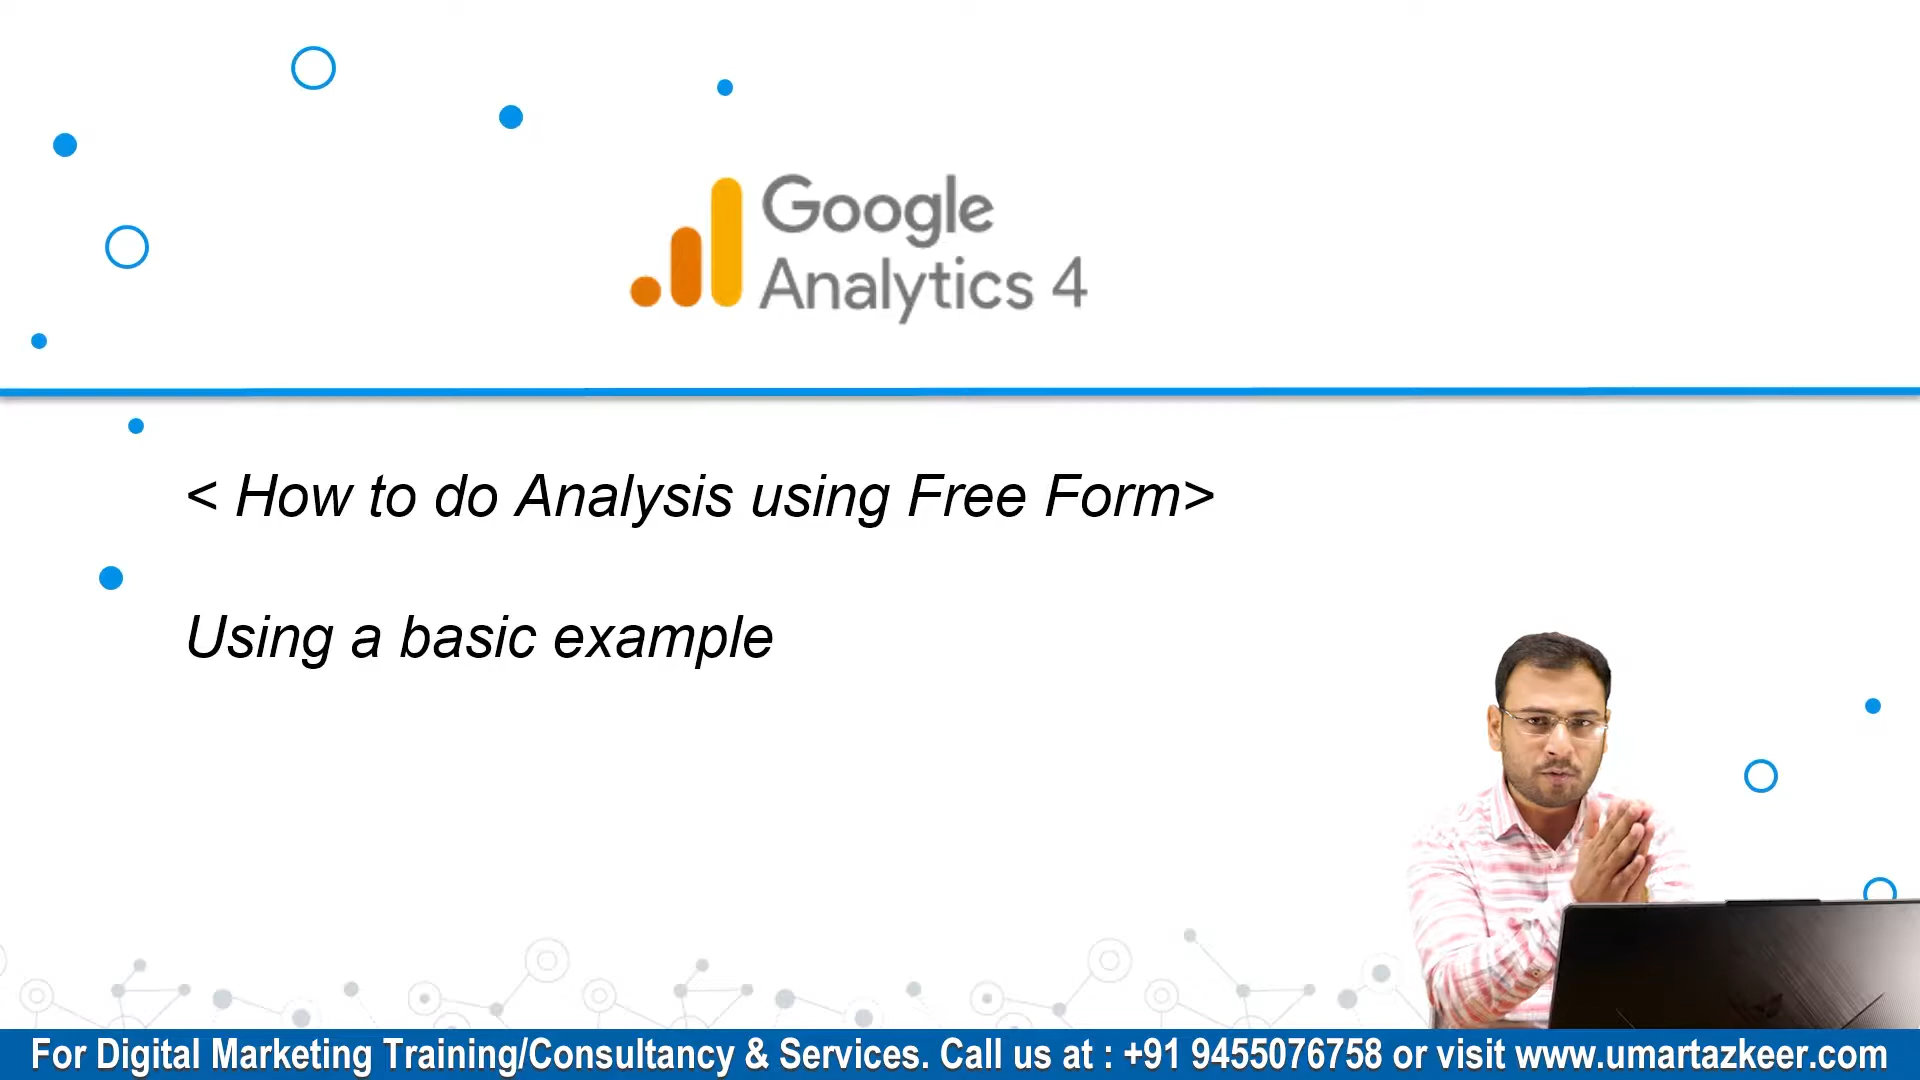 Google
Analytics 4
< How to do Analysis using Free Form>
Using a basic example
For Digital Marketing Training/Consultancy & Services. Call us at : +91 9455076758 or visit www.umartazkeer.com